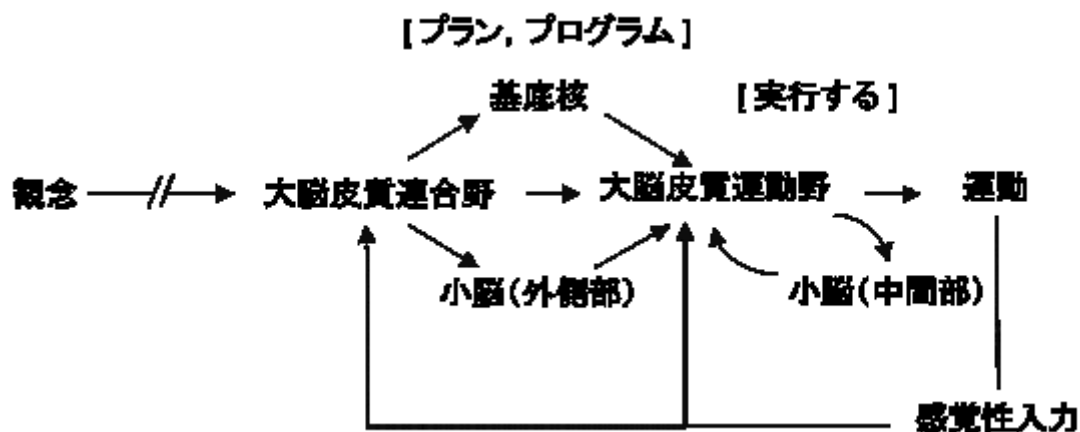 [プラン, プログラム]
基底核
[実行する]
観念
大脳皮質連合野
大脳皮質運動野
運動
小脳(外側部)
小脳(中間部)
感覚性入力